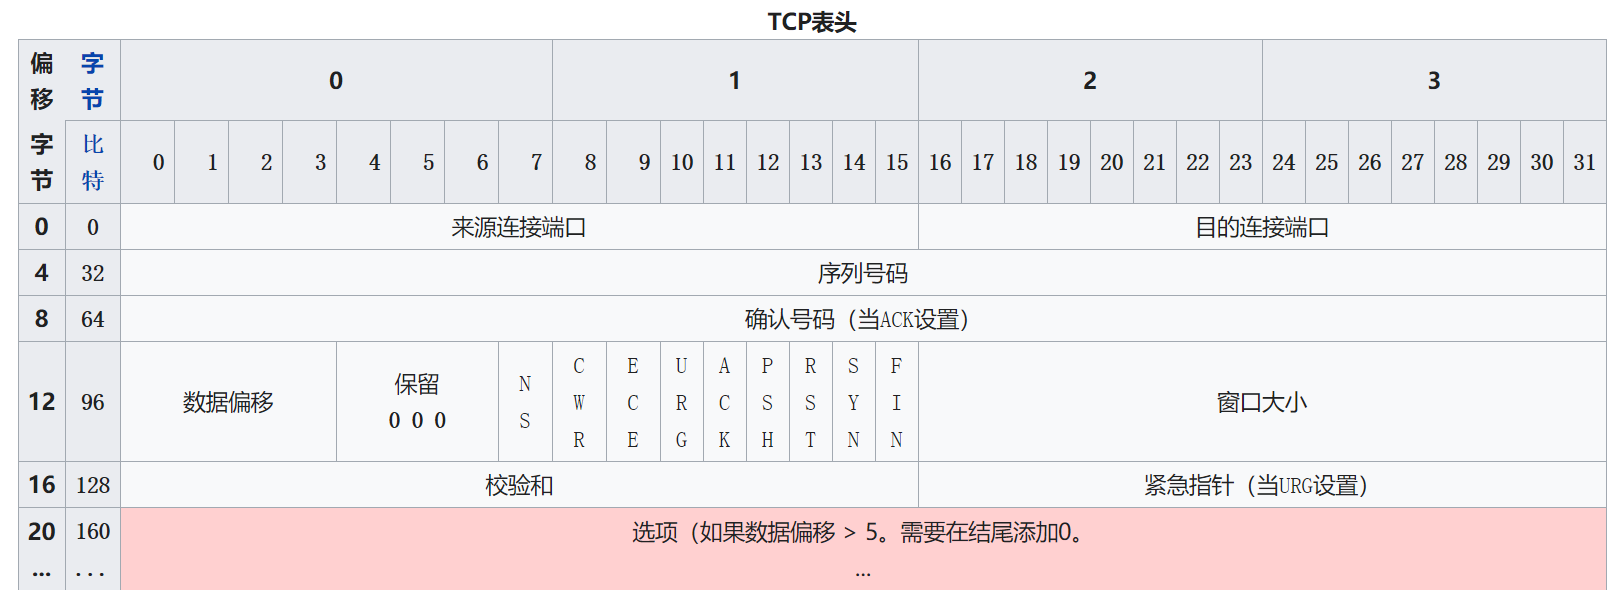 TCP表头
偏移 字节 0 1 2 3
字节 比特 0 1 2 3 4 5 6 7 8 9 10 11 12 13 14 15 16 17 18 19 20 21 22 23 24 25 26 27 28 29 30 31
0 0 来源连接端口 目的连接端口
4 32 序列号码
8 64 确认号码（当ACK设置）
12 96 数据偏移 保留 0 0 0 NS CWR ECE URG ACK PSH RST SYN FIN 窗口大小
16 128 校验和 紧急指针（当URG设置）
20 160 选项（如果数据偏移 > 5。需要在结尾添加0。
... ... ...